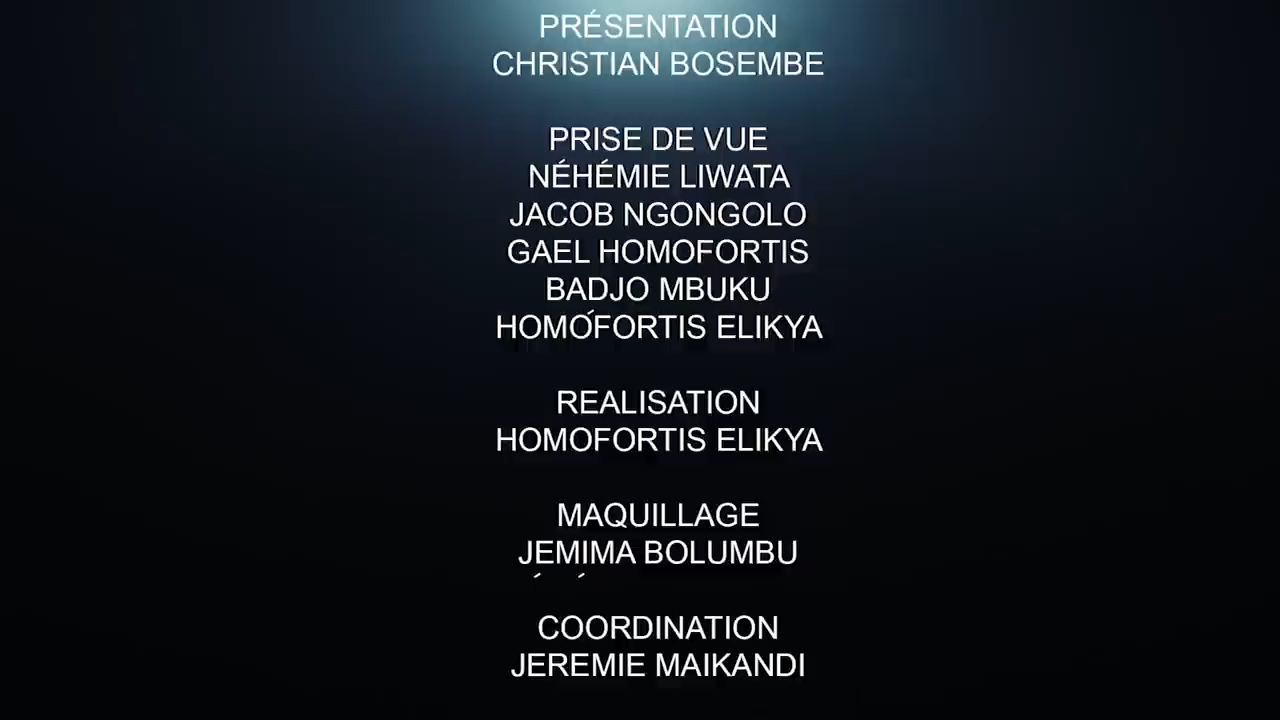 PRÉSENTATION
CHRISTIAN BOSEMBE
PRISE DE VUE
NÉHÉMIE LIWATA
JACOB NGONGOLO
GAEL HOMOFORTIS
BADJO MBUKU
HOMOFORTIS ELIKYA
REALISATION
HOMOFORTIS ELIKYA
MAQUILLAGE
JEMIMA BOLUMBU
COORDINATION
JEREMIE MAIKANDI